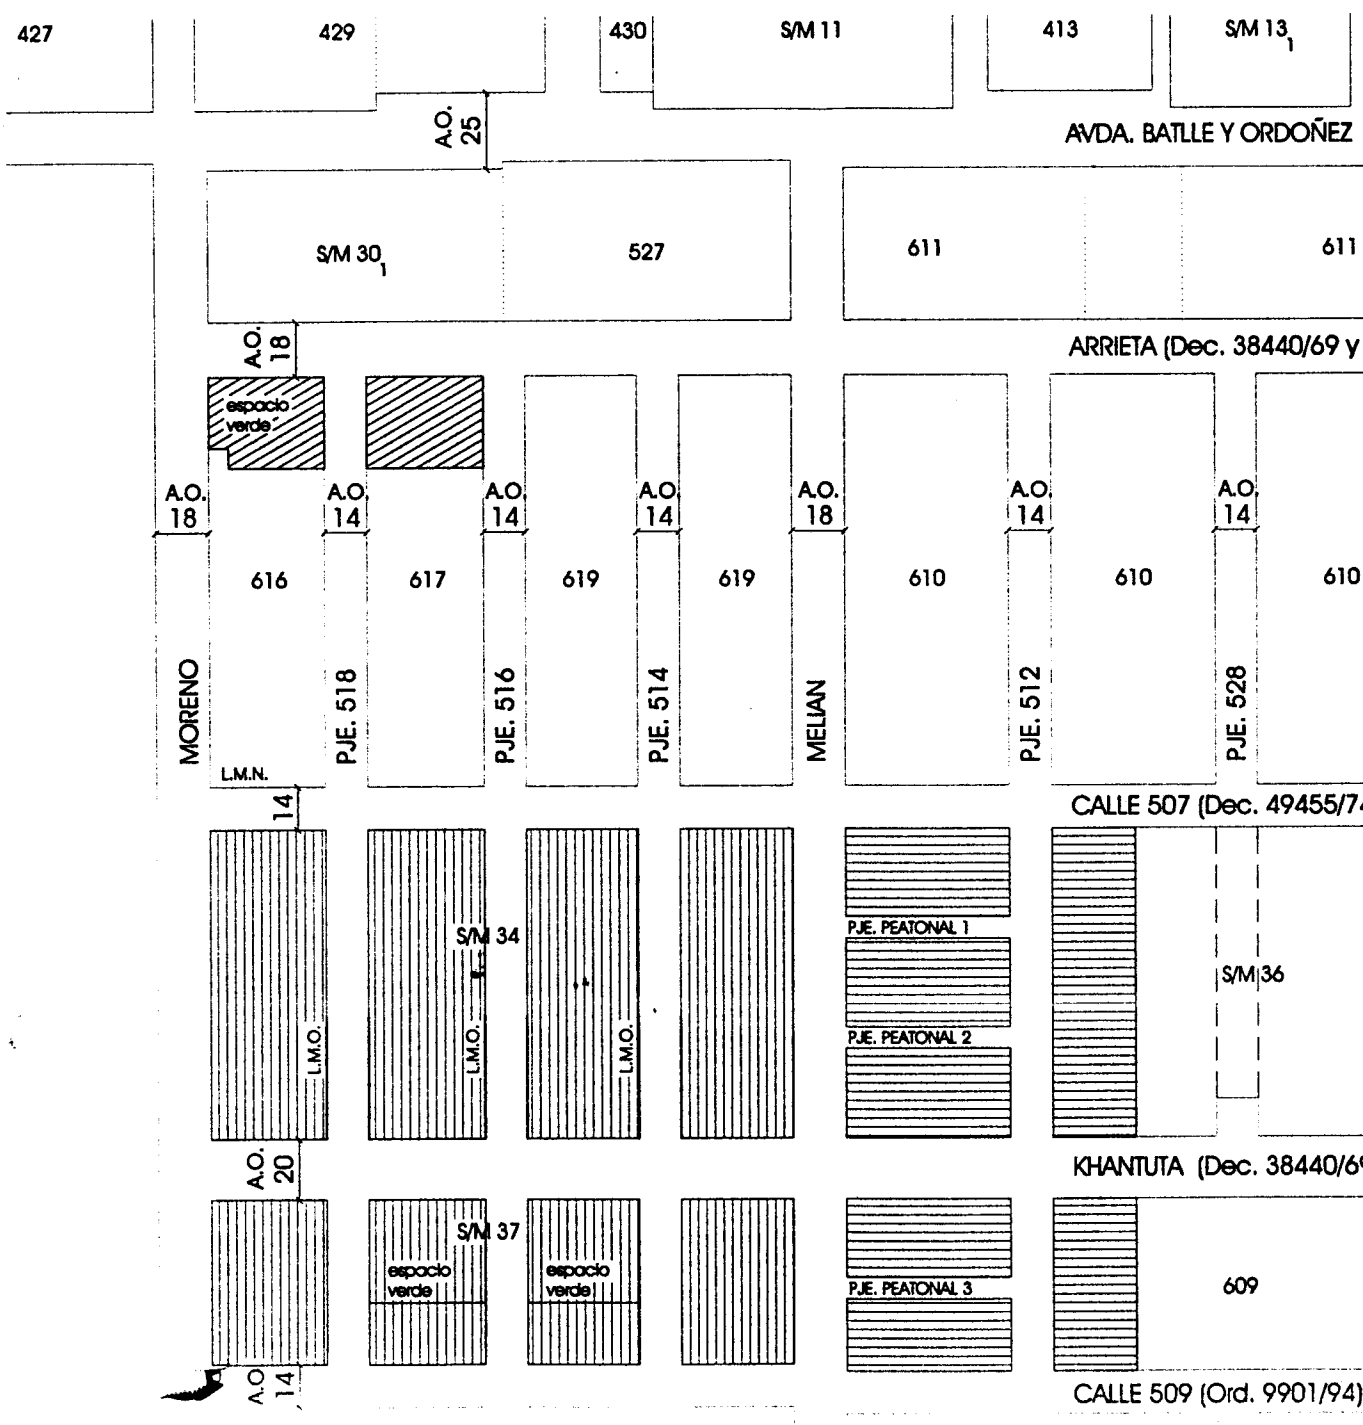 427
429
430
S/M 11
413
S/M 13
1
A.O.
25
AVDA. BATLLE Y ORDOÑEZ
S/M 30
1
527
611
611
A.O.
18
ARRIETA (Dec. 38440/69 y
espacio
verde
A.O.
18
A.O.
14
A.O.
14
A.O.
14
A.O.
18
A.O.
14
A.O.
14
616
617
619
619
610
610
610
MORENO
PJE. 518
PJE. 516
PJE. 514
MELIAN
PJE. 512
PJE. 528
L.M.N.
14
CALLE 507 (Dec. 49455/74
S/M 34
PJE. PEATONAL 1
S/M 36
L.M.O.
L.M.O.
L.M.O.
PJE. PEATONAL 2
A.O.
20
KHANTUTA (Dec. 38440/69
S/M 37
espacio
verde
espacio
verde
PJE. PEATONAL 3
609
A.O
14
CALLE 509 (Ord. 9901/94)